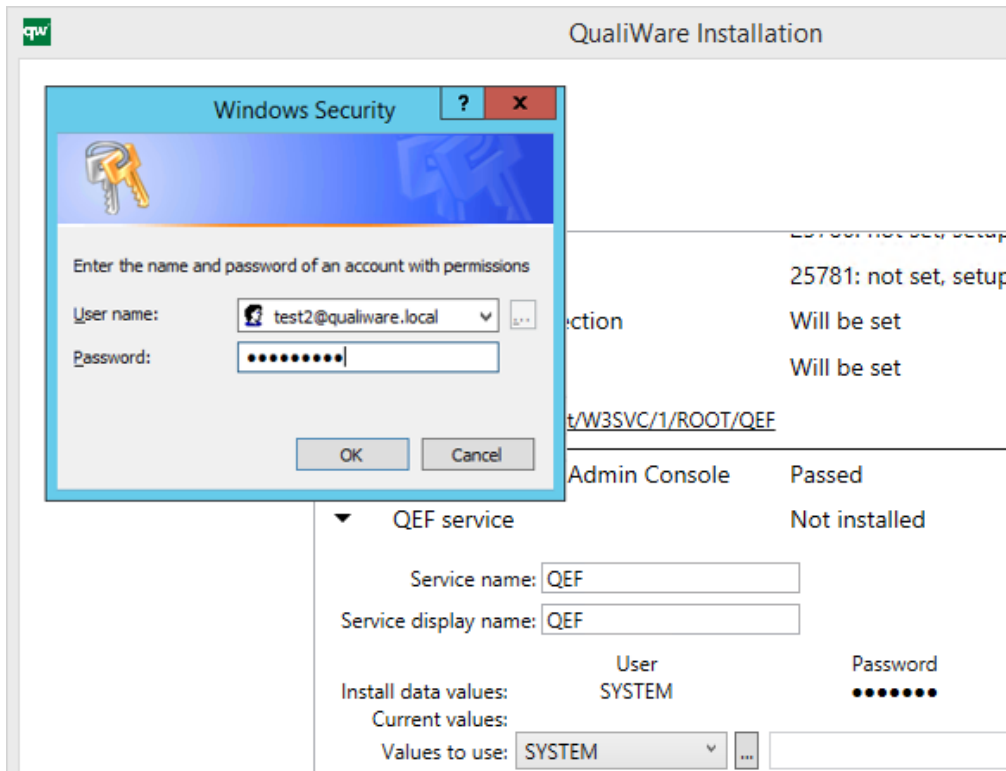 qw
QualiWare Installation
Windows Security
?
x
25781: not set, setup
Enter the name and password of an account with permissions
User name:
test2@qualiware.local
...
ection
Will be set
Password:
•••••••••
Will be set
t/W3SVC/1/ROOT/QEF
OK
Cancel
Admin Console
Passed
QEF service
Not installed
Service name:
QEF
Service display name:
QEF
User
Password
Install data values:
SYSTEM
•••••••
Current values:
Values to use:
SYSTEM
...